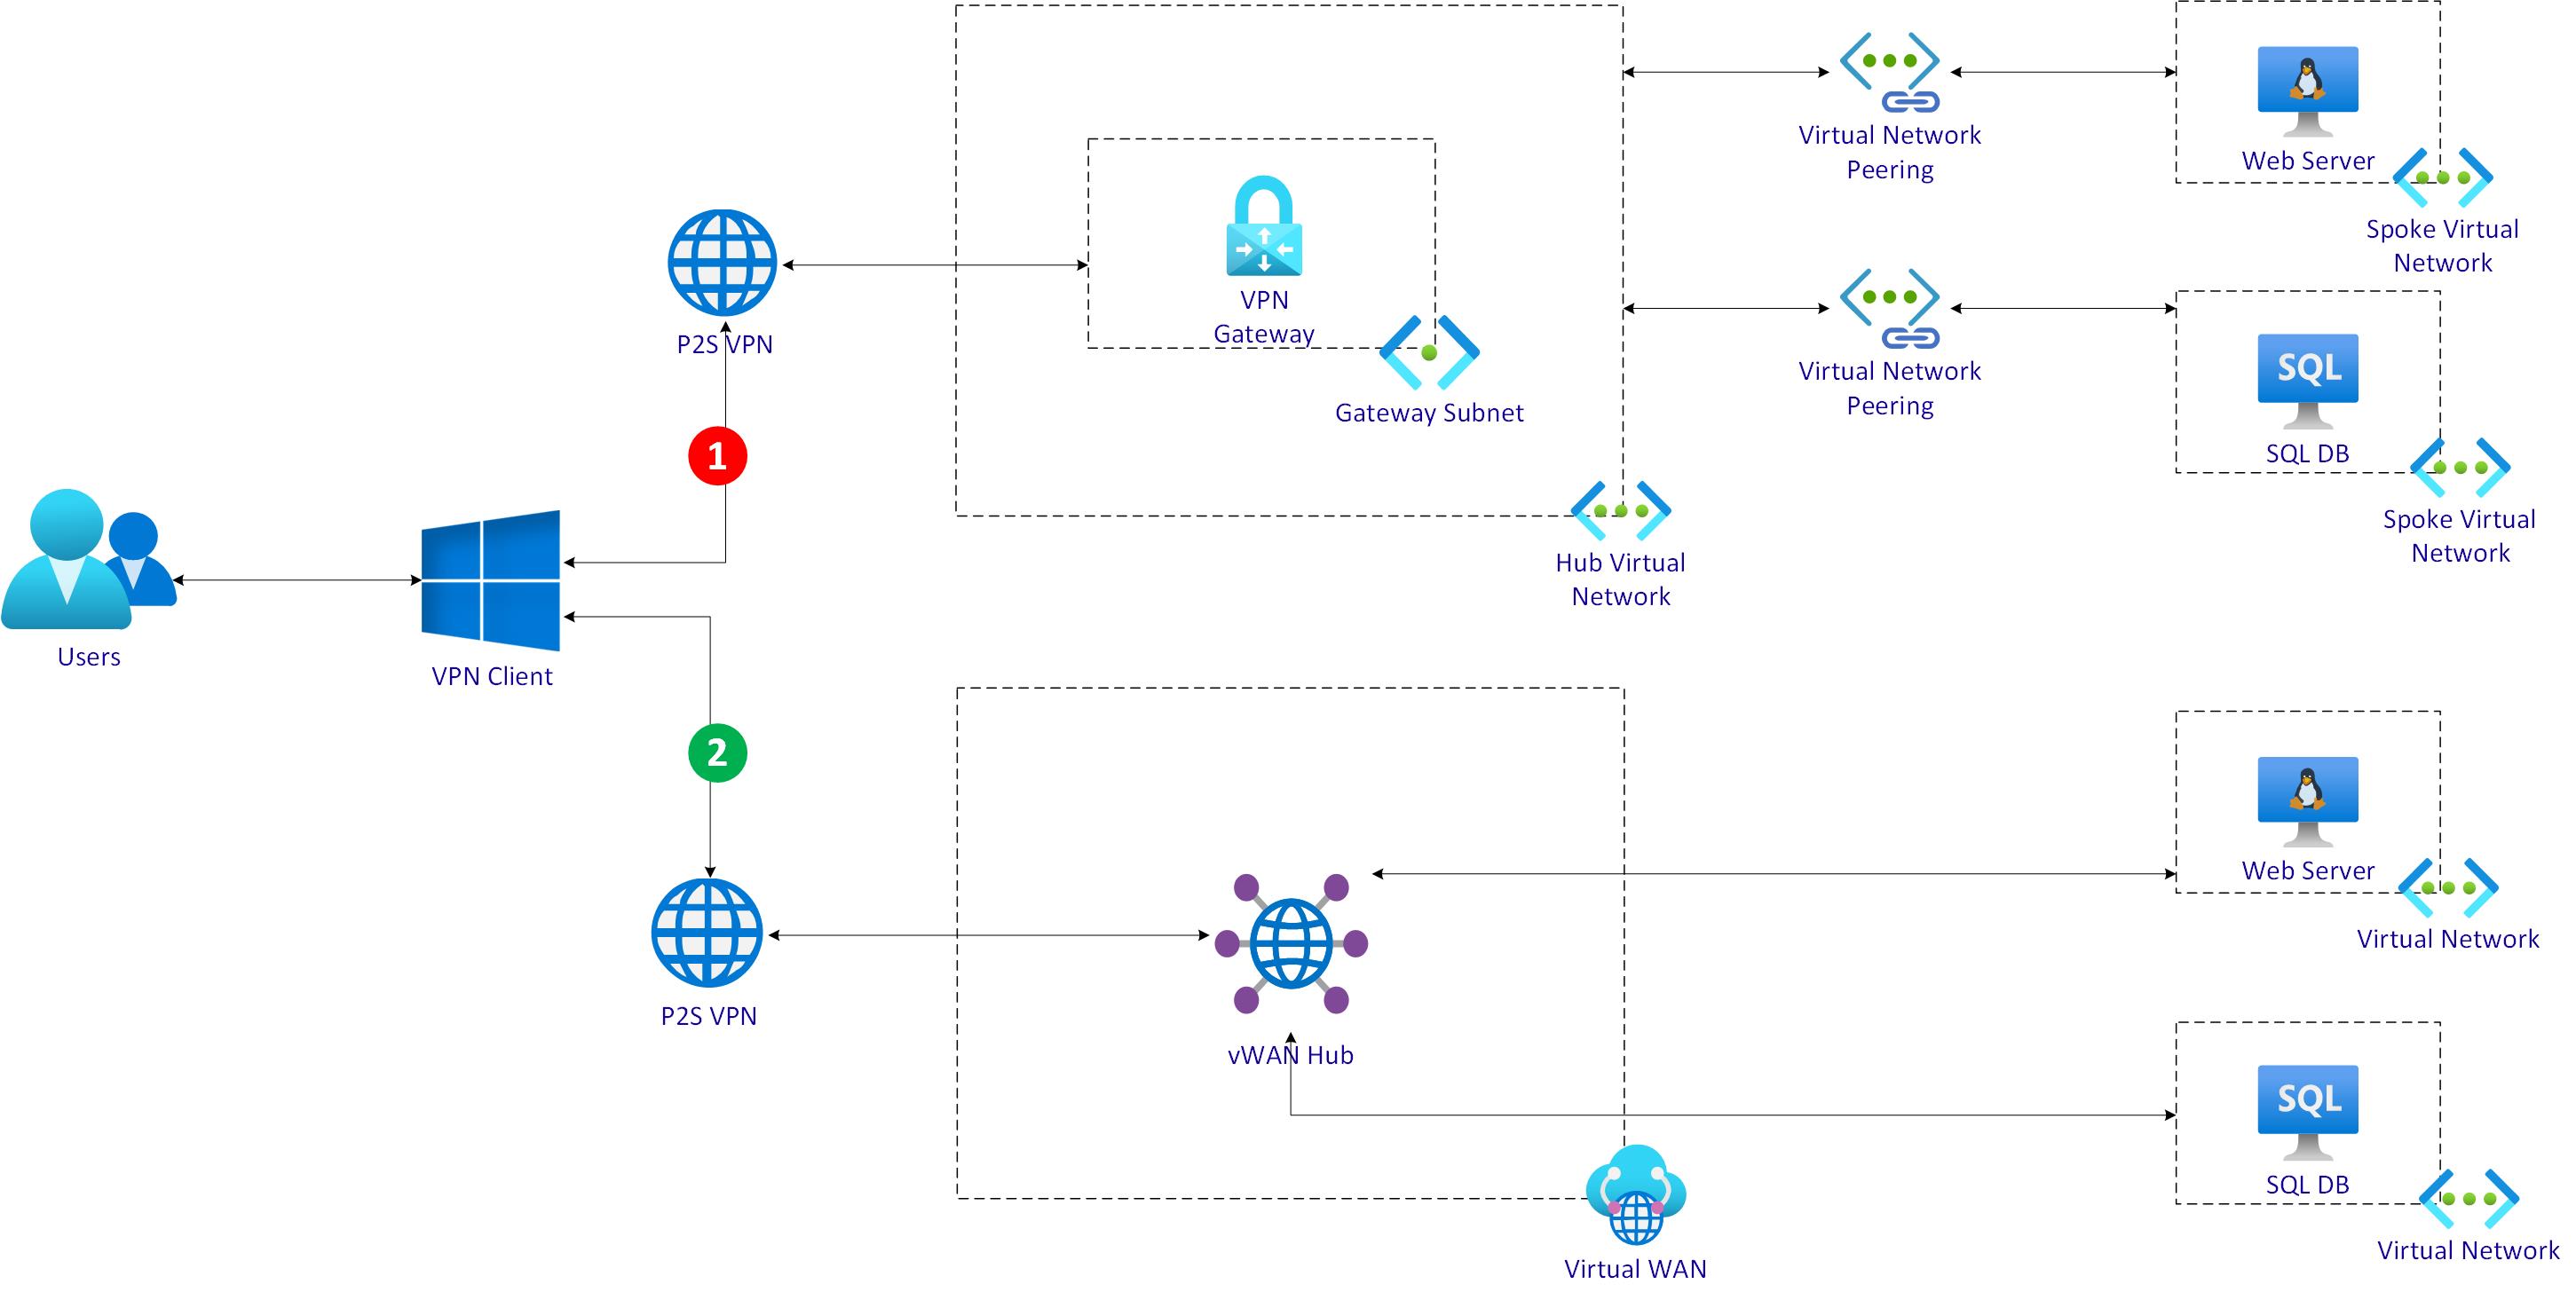 Users
VPN Client
1
P2S VPN
VPN
Gateway
Gateway Subnet
Hub Virtual
Network
Virtual Network
Peering
Web Server
Spoke Virtual
Network
Virtual Network
Peering
SQL
SQL DB
Spoke Virtual
Network
2
P2S VPN
vWAN Hub
Virtual WAN
Web Server
Virtual Network
SQL
SQL DB
Virtual Network